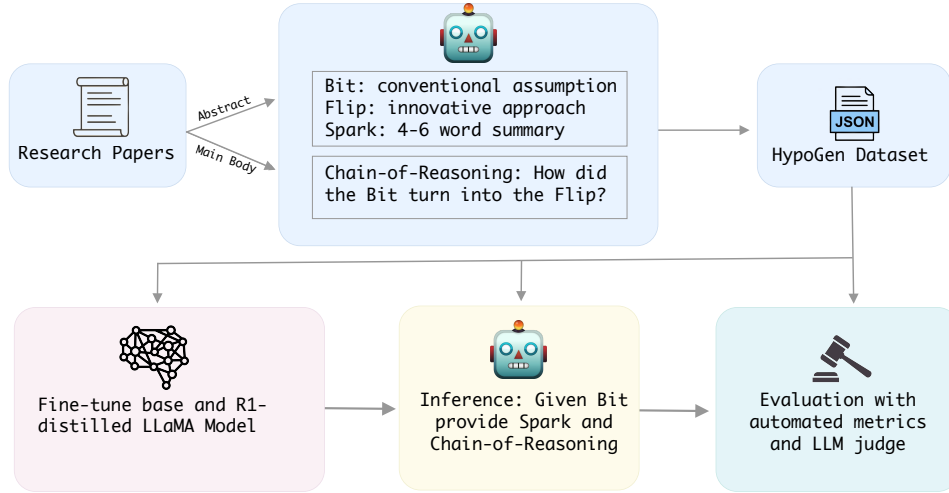 Research Papers
Abstract
Main Body
Bit: conventional assumption
Flip: innovative approach
Spark: 4-6 word summary
Chain-of-Reasoning: How did
the Bit turn into the Flip?
JSON
HypoGen Dataset
Fine-tune base and R1-
distilled LLaMA Model
Inference: Given Bit
provide Spark and
Chain-of-Reasoning
Evaluation with
automated metrics
and LLM judge